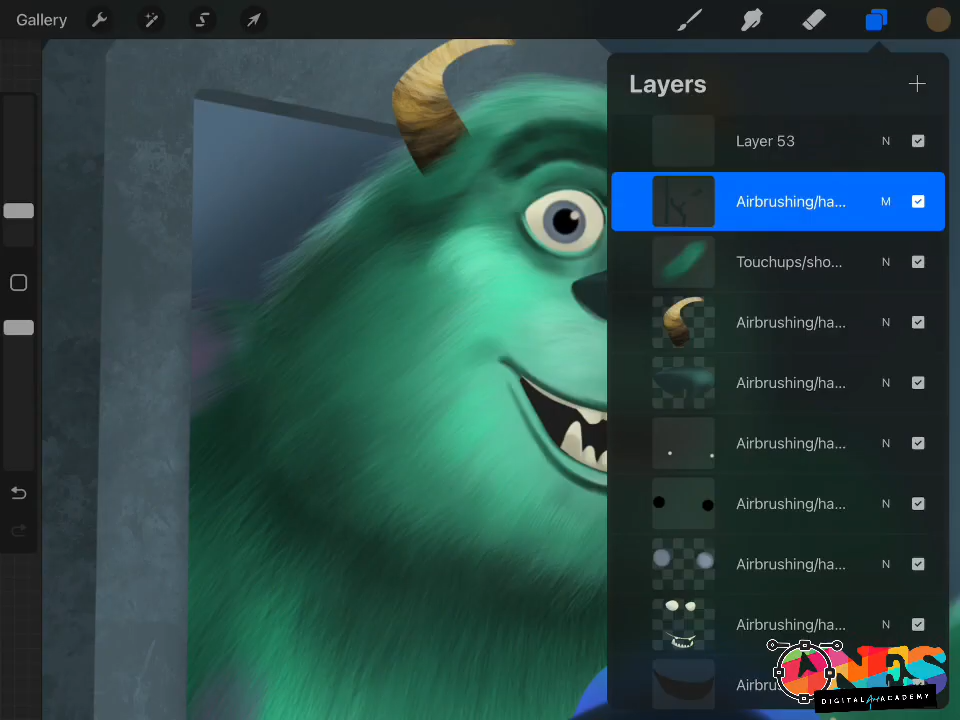 Gallery
Layers
Layer 53
N
Airbrushing/ha...
M
Touchups/sho...
N
Airbrushing/ha...
N
Airbrushing/ha...
N
Airbrushing/ha...
N
Airbrushing/ha...
N
Airbrushing/ha...
N
Airbrushing/ha...
N
DIGITAL Art ACADEMY